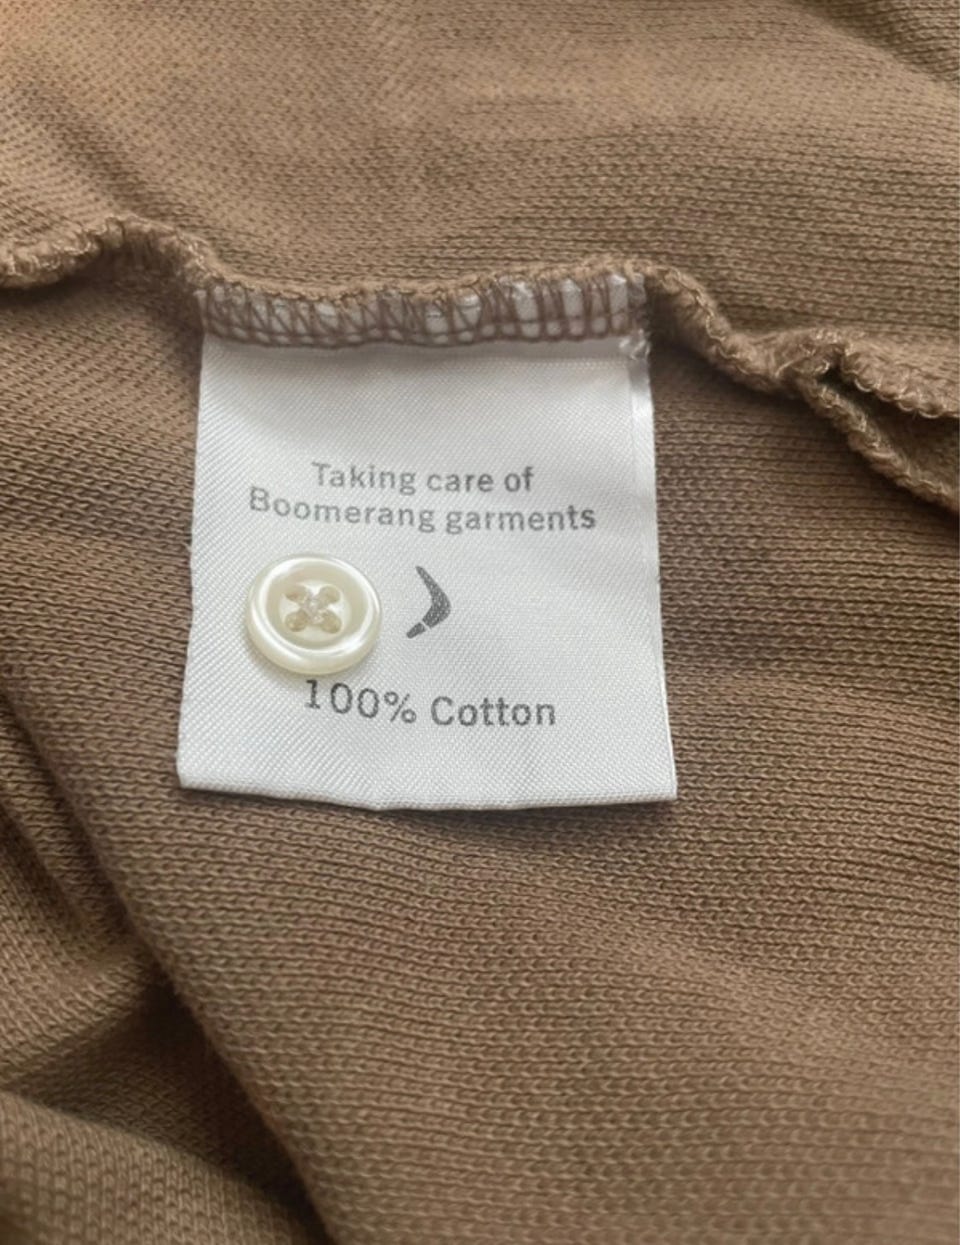 Taking care of
Boomerang garments
100% Cotton